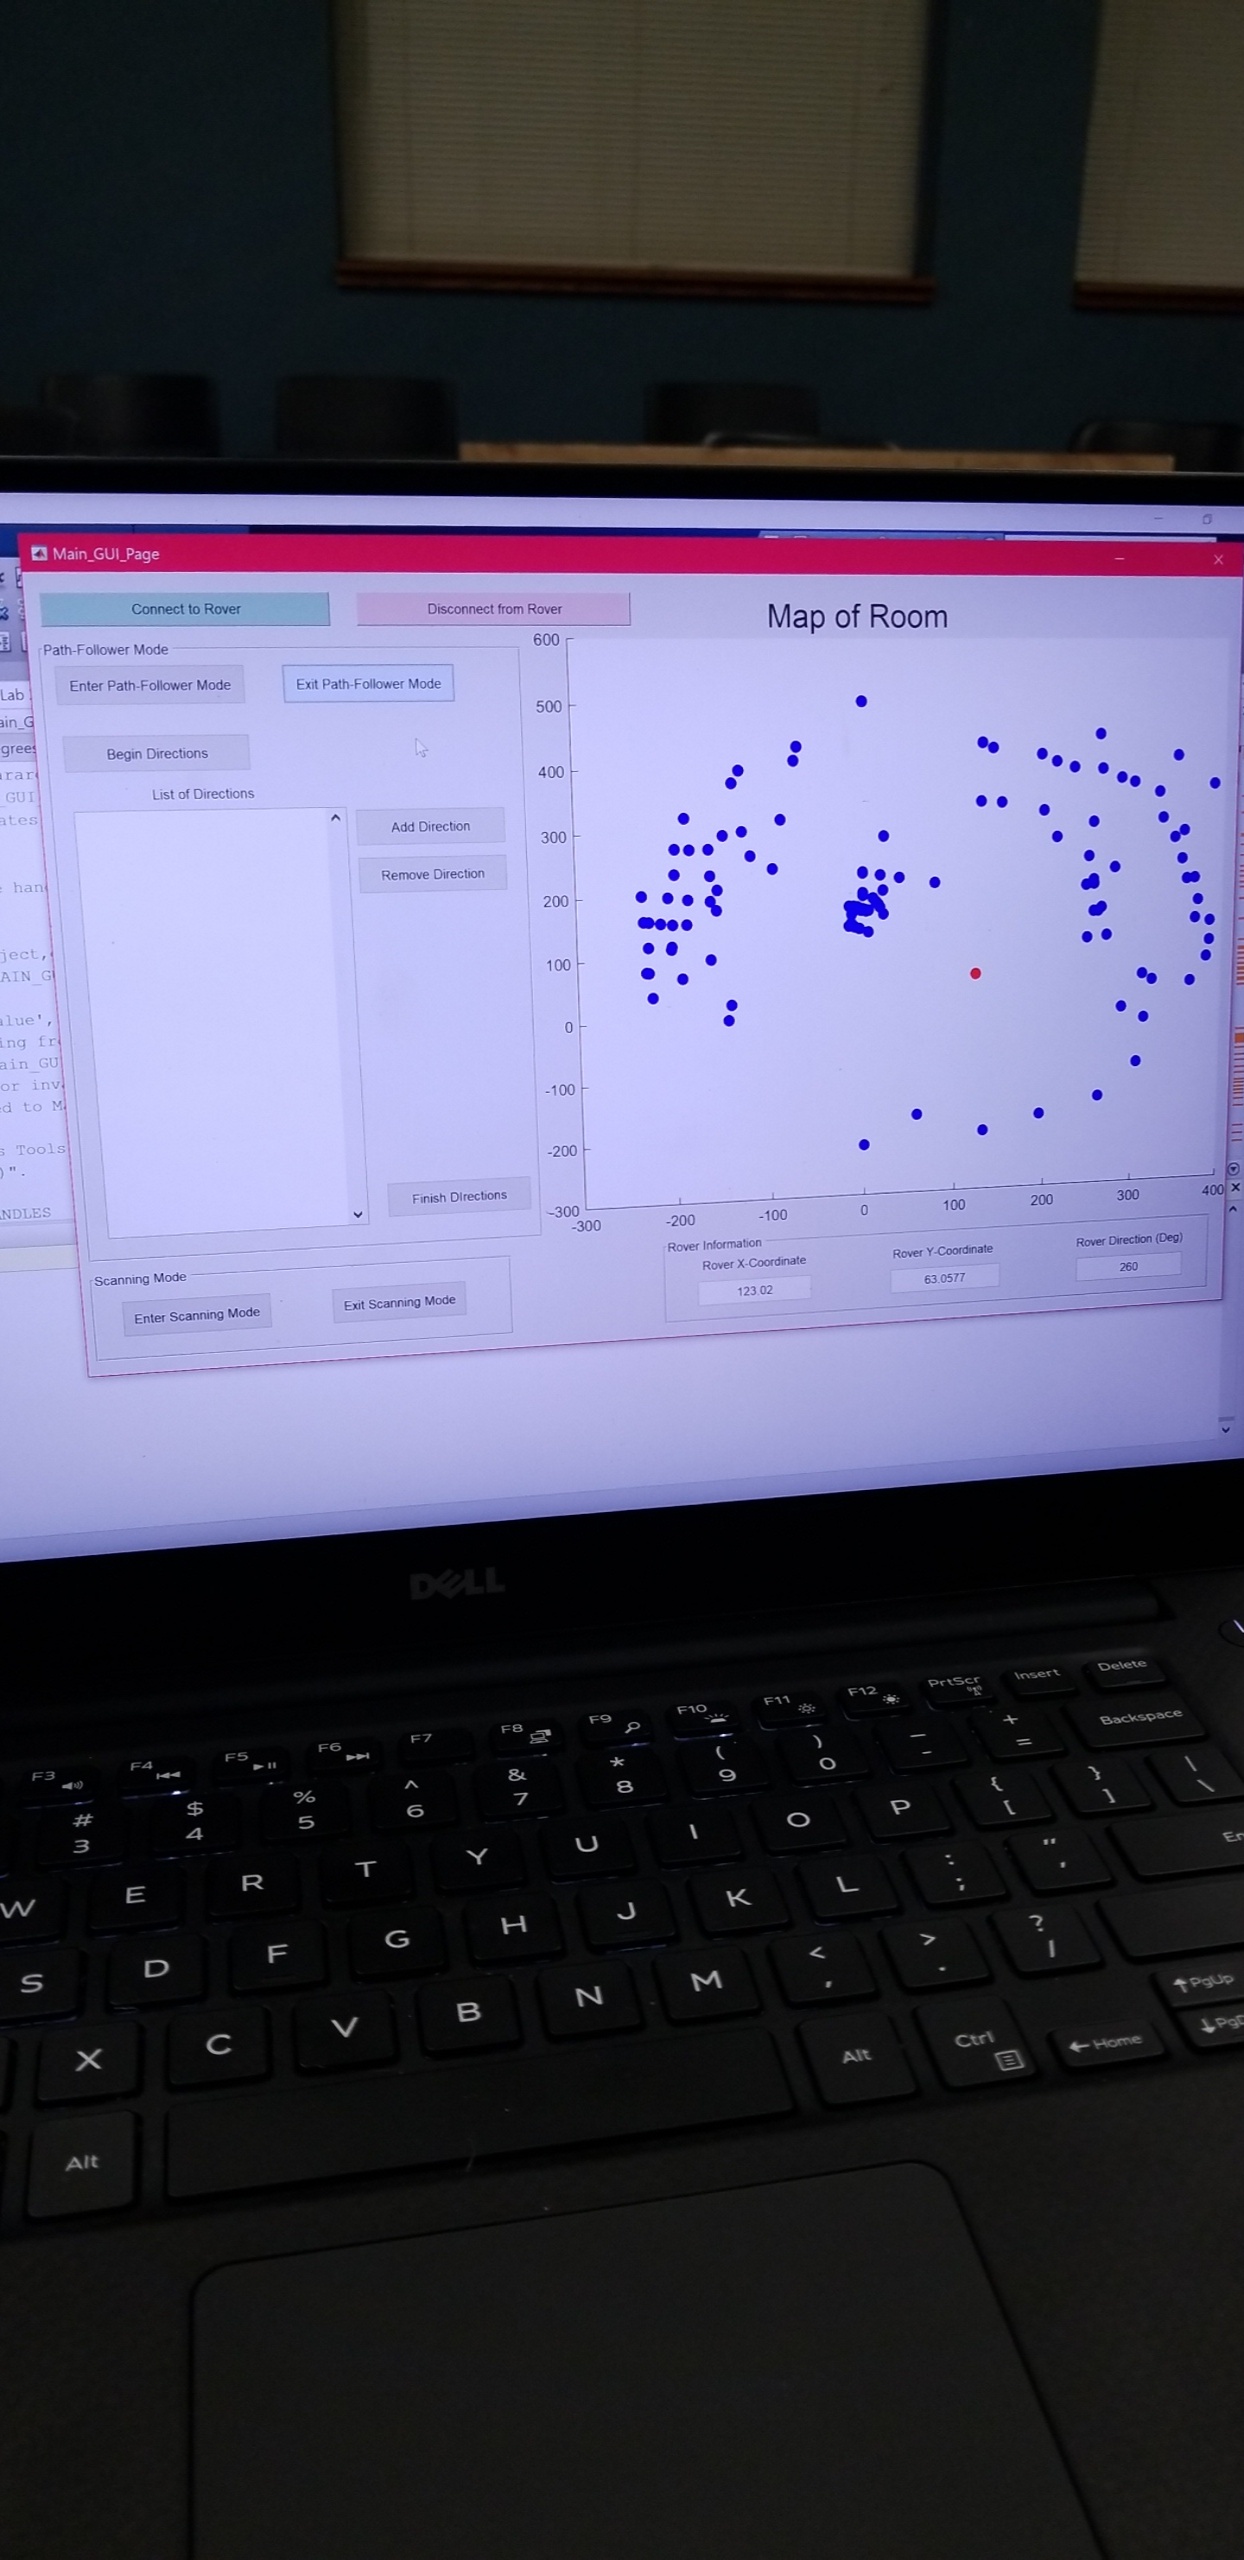 Main_GUI_Page
Connect to Rover
Disconnect from Rover
Map of Room
Path-Follower Mode
Enter Path-Follower Mode
Exit Path-Follower Mode
Begin Directions
List of Directions
Add Direction
Remove Direction
Finish DIrections
Scanning Mode
Enter Scanning Mode
Exit Scanning Mode
600
500
400
300
200
100
0
-100
-200
-300
-300
-200
-100
0
100
200
300
400
Rover Information
Rover X-Coordinate
Rover Y-Coordinate
Rover Direction (Deg)
123.02
63.0577
260
Lab
ain_G
grees
rar
_GUI
ates
e han
ject,
AIN_G
alue',
ing fr
ain_GU
or inv
d to M
s Tools
)".
NDLES
DELL
F3 F4 F5 F6 F7 F8 F9 F10 F11 F12 PrtScr Insert Delete
# $ % ^ & * ( ) _ + Backspace
3 4 5 6 7 8 9 0 - =
W E R T Y U I O P { [ } ] | \
S D F G H J K L : ; " '
X C V B N M < , > . ? /
Alt Alt Ctrl Home PgUp